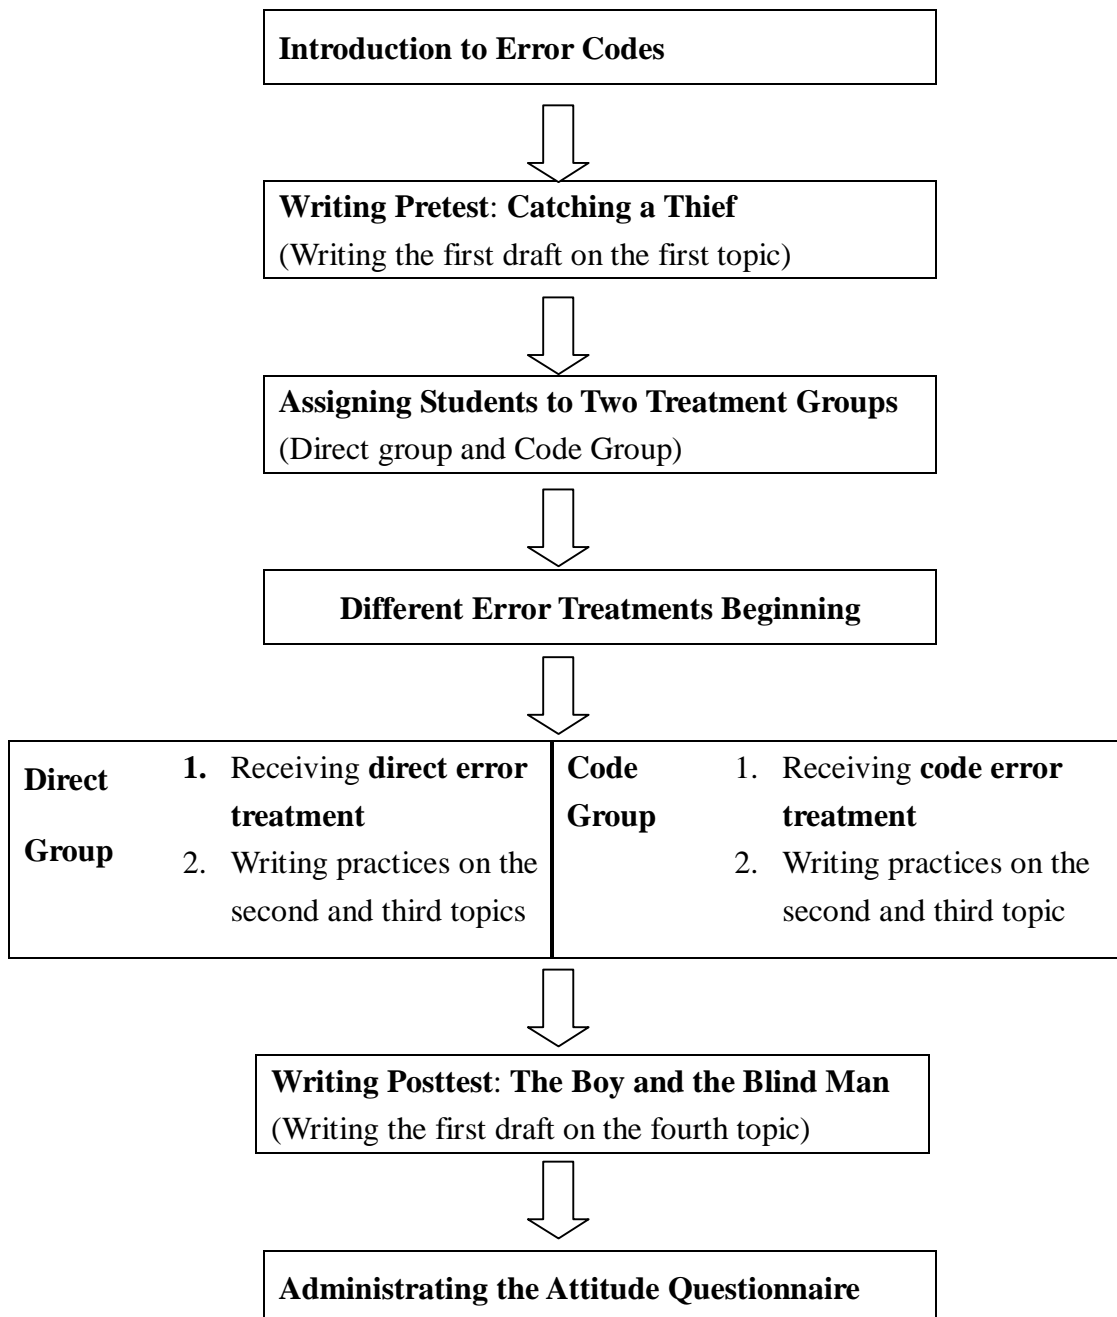 Introduction to Error Codes
Writing Pretest: Catching a Thief
(Writing the first draft on the first topic)
Assigning Students to Two Treatment Groups
(Direct group and Code Group)
Different Error Treatments Beginning
Direct
Group
1. Receiving direct error
treatment
2. Writing practices on the
second and third topics
Code
Group
1. Receiving code error
treatment
2. Writing practices on the
second and third topic
Writing Posttest: The Boy and the Blind Man
(Writing the first draft on the fourth topic)
Administrating the Attitude Questionnaire